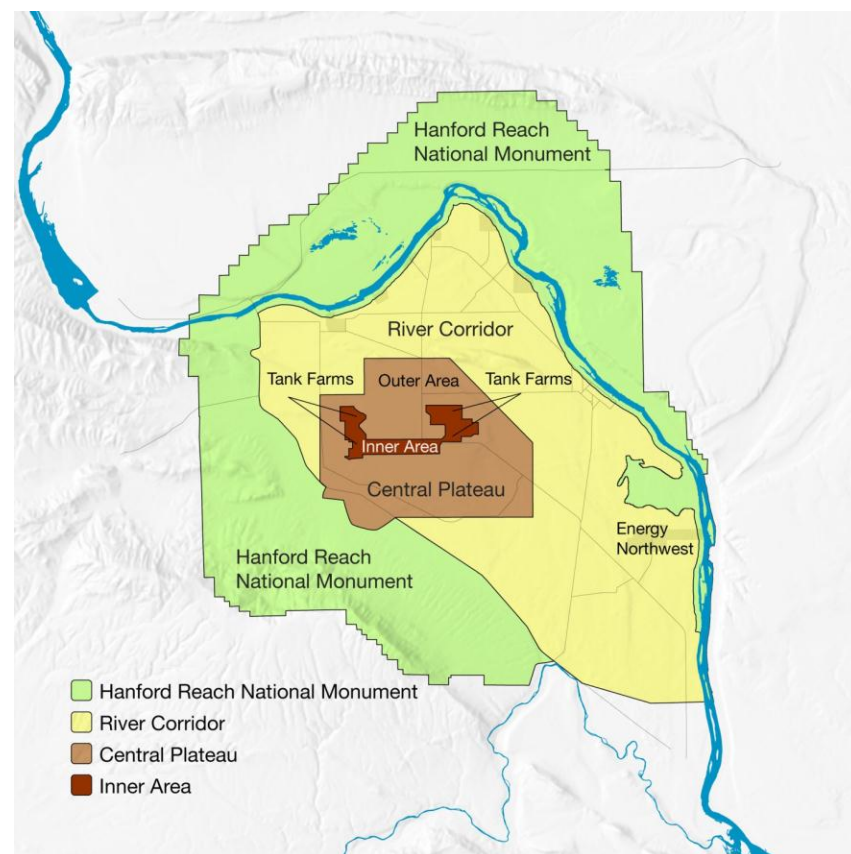 Hanford Reach
National Monument
River Corridor
Tank Farms
Outer Area
Tank Farms
Inner Area
Central Plateau
Energy
Northwest
Hanford Reach
National Monument
Hanford Reach National Monument
River Corridor
Central Plateau
Inner Area